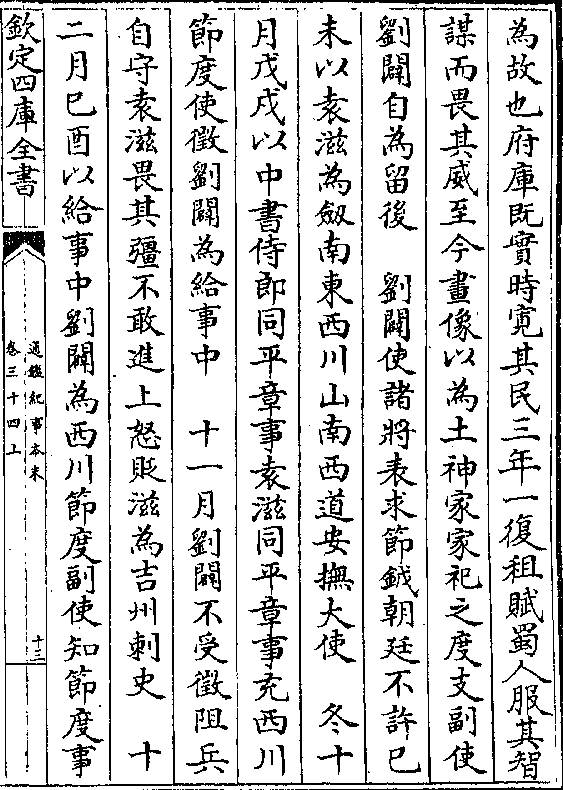 為故也府庫既實時寛其民三年一復租賦蜀人服其智
謀而畏其威至今畫像以為土神家家祀之度支副使
劉闢自為留後　劉闢使諸將表求節鉞朝廷不許已
未以袁滋為劔南東西川山南西道安撫大使　冬十
月戊戌以中書侍郎同平章事袁滋同平章事充西川
節度使徵劉闢為給事中　十一月劉闢不受徵阻兵
自守袁滋畏其彊不敢進上怒貶滋為吉州刺史　十
二月己酉以給事中劉闢為西川節度副使知節度事
欽定四庫全書
通鑑紀事本末
卷三十四上
十三